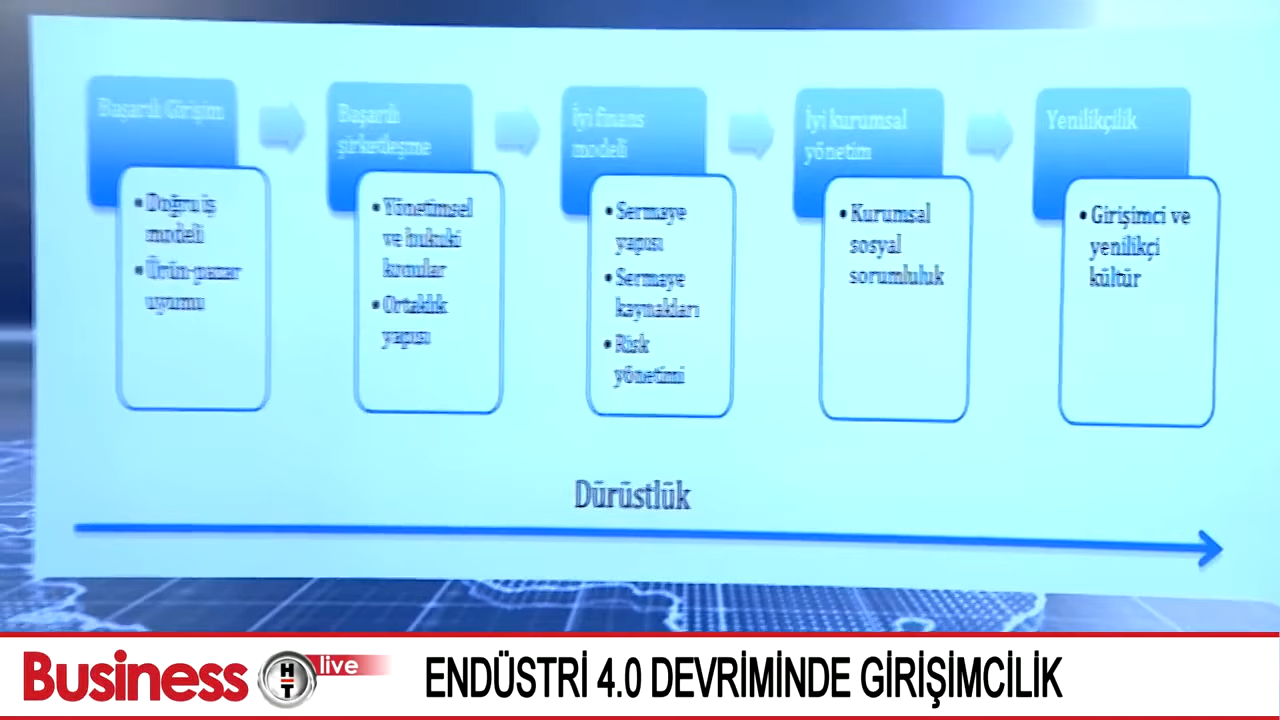 Başarılı Girişim
• Doğru iş
modeli
• Ürün-pazar
uyumu
Başarılı
şirketleşme
• Yönetimsel
ve hukuki
konular
• Ortaklık
yapısı
İyi finans
modeli
• Sermaye
yapısı
• Sermaye
kaynakları
• Risk
yönetimi
İyi kurumsal
yönetim
• Kurumsal
sosyal
sorumluluk
Yenilikçilik
• Girişimci ve
yenilikçi
kültür
Dürüstlük
Business HT live
ENDÜSTRİ 4.0 DEVRİMİNDE GİRİŞİMCİLİK